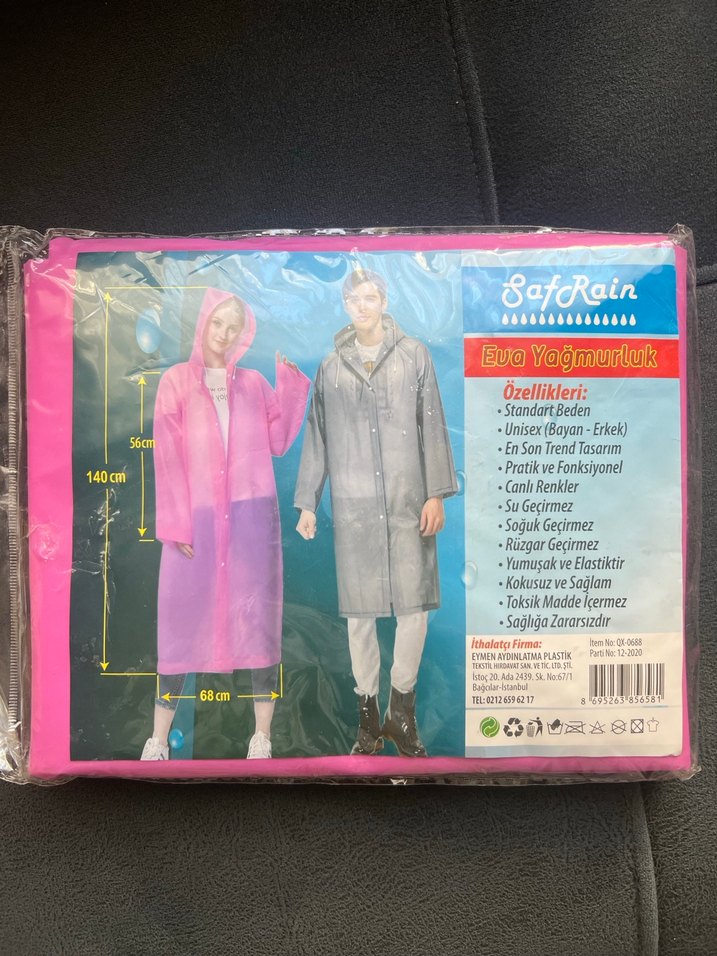 SafRain
Eva Yağmurluk
Özellikleri:
• Standart Beden
• Unisex (Bayan - Erkek)
• En Son Trend Tasarım
• Pratik ve Fonksiyonel
• Canlı Renkler
• Su Geçirmez
• Soğuk Geçirmez
• Rüzgar Geçirmez
• Yumuşak ve Elastiktir
• Kokusuz ve Sağlam
• Toksik Madde İçermez
• Sağlığa Zararsızdır
56cm
140 cm
68 cm
İthalatçı Firma:
EYMEN AYDINLATMA PLASTİK
TEKSTİL HIRDAVAT SAN. VE TİC. LTD. ŞTİ.
İstoç 20. Ada 2439. Sk. No:67/1
Bağcılar-İstanbul
TEL: 0212 659 62 17
İtem No: QX-0688
Parti No: 12-2020
8 695263 856581